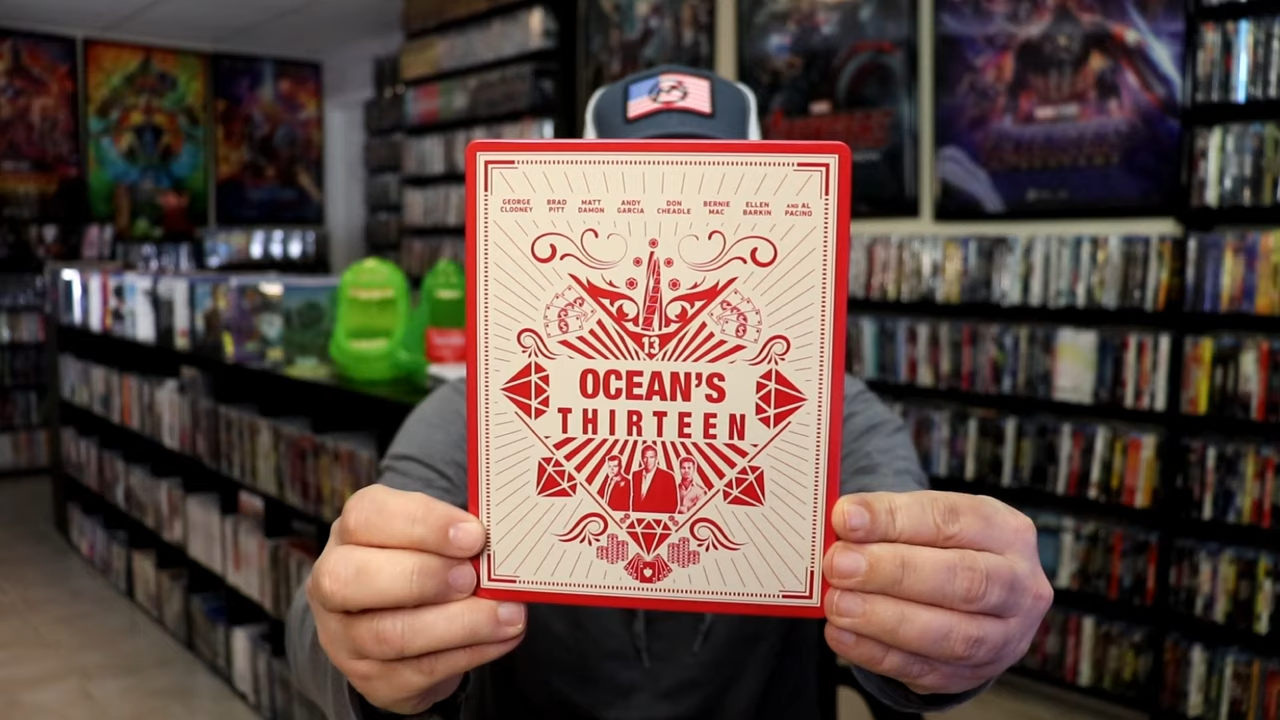 GEORGE CLOONEY BRAD PITT MATT DAMON ANDY GARCIA DON CHEADLE BERNIE MAC ELLEN BARKIN AND AL PACINO
13
OCEAN'S
THIRTEEN